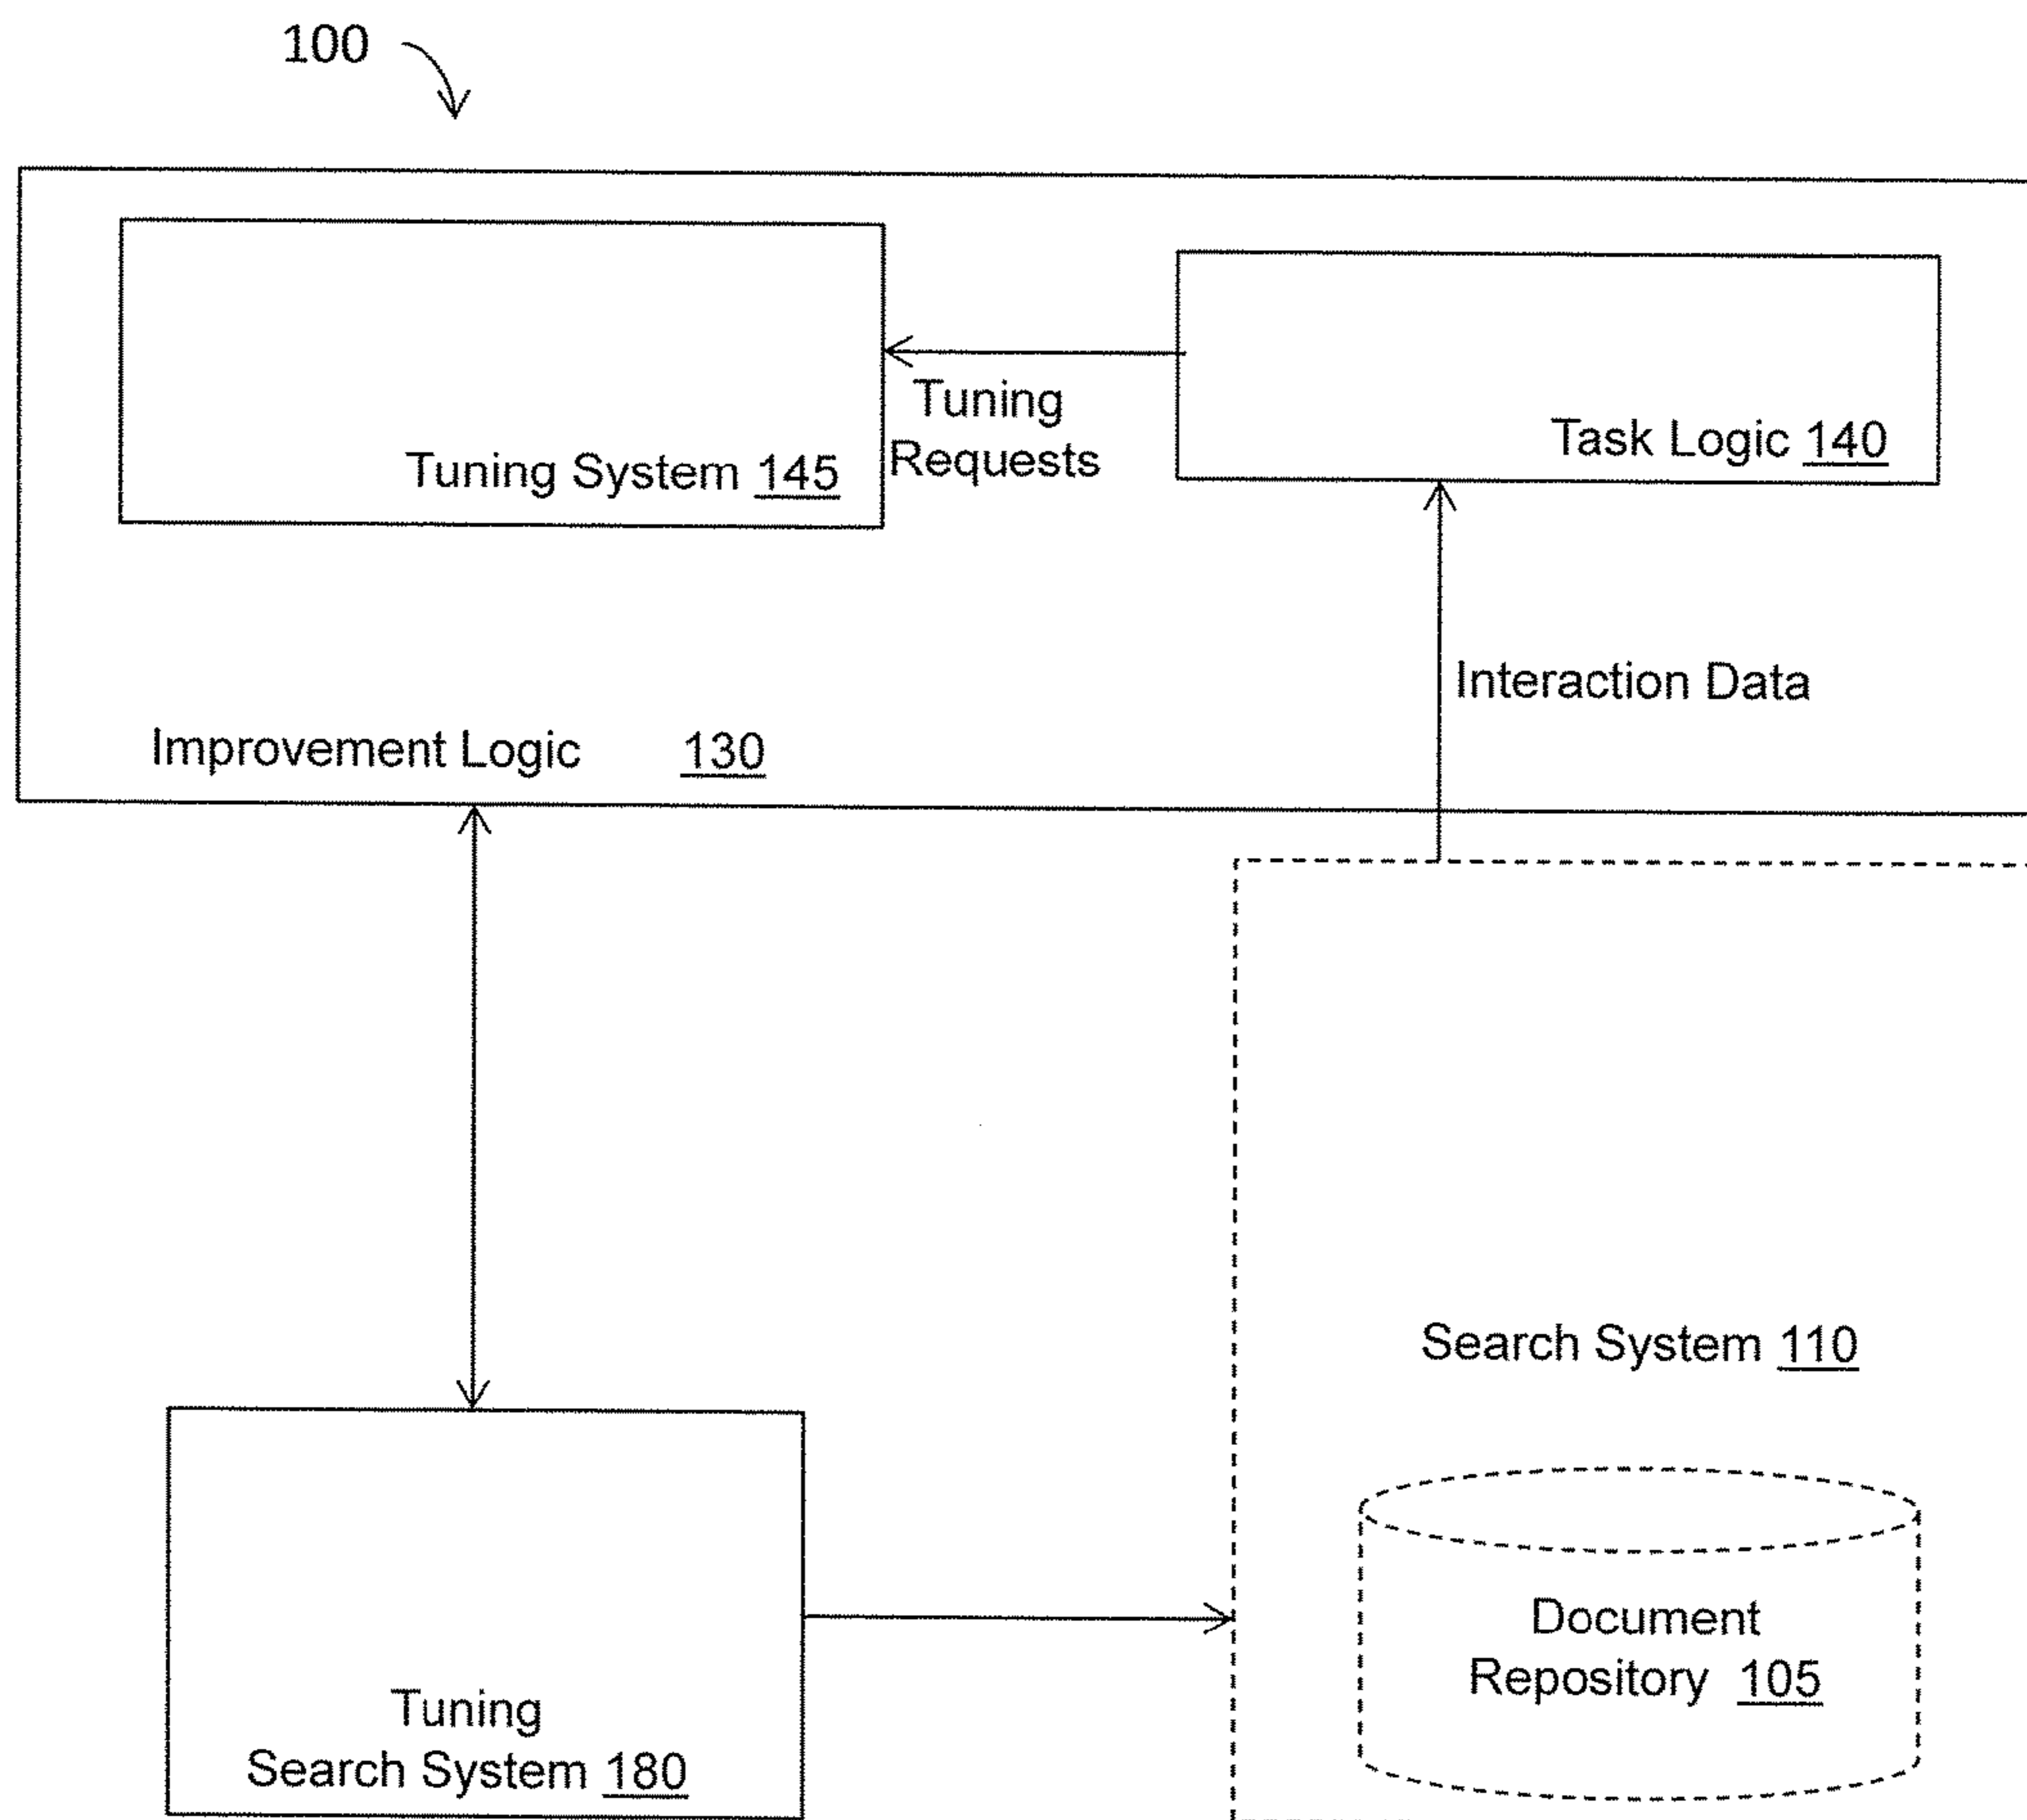 100
Tuning
Requests
Task Logic 140
Tuning System 145
Interaction Data
Improvement Logic 130
Search System 110
Document
Repository 105
Tuning
Search System 180